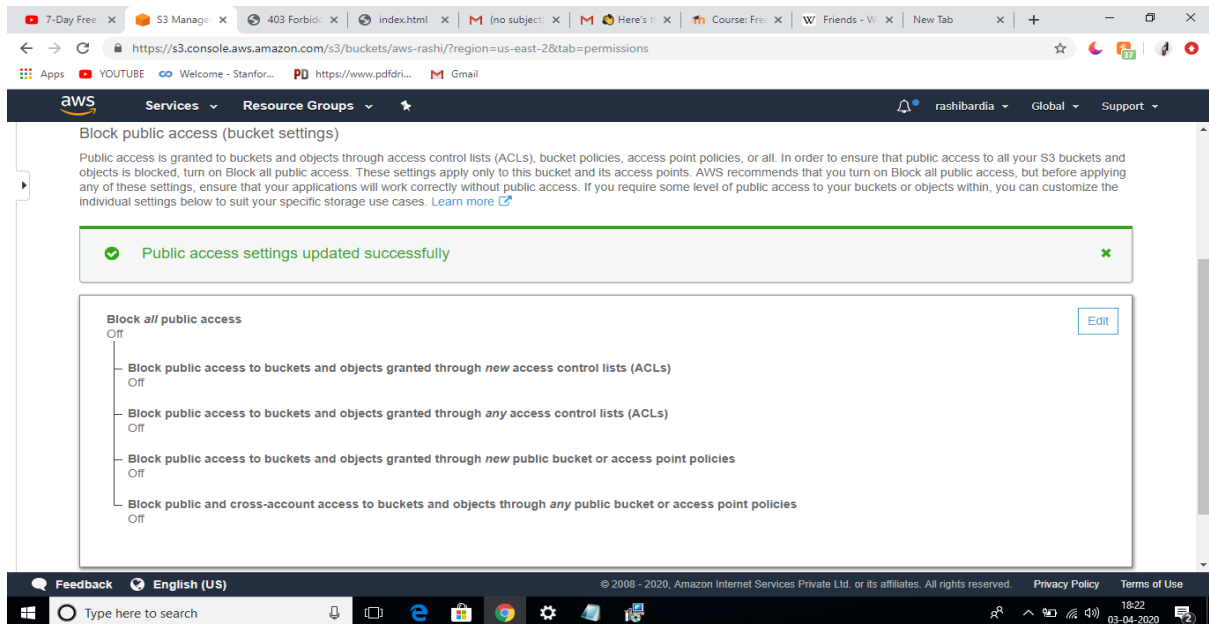 7-Day Free
S3 Manage
403 Forbidd
index.html
(no subject)
Here's t
Course: Fre
Friends - W
New Tab
https://s3.console.aws.amazon.com/s3/buckets/aws-rashi/?region=us-east-2&tab=permissions
37
Apps
YOUTUBE
Welcome - Stanfor...
https://www.pdfdri...
Gmail
aws
Services
Resource Groups
rashibardia
Global
Support
Block public access (bucket settings)
Public access is granted to buckets and objects through access control lists (ACLs), bucket policies, access point policies, or all. In order to ensure that public access to all your S3 buckets and
objects is blocked, turn on Block all public access. These settings apply only to this bucket and its access points. AWS recommends that you turn on Block all public access, but before applying
any of these settings, ensure that your applications will work correctly without public access. If you require some level of public access to your buckets or objects within, you can customize the
individual settings below to suit your specific storage use cases. Learn more
Public access settings updated successfully
Block all public access
Off
Edit
Block public access to buckets and objects granted through new access control lists (ACLs)
Off
Block public access to buckets and objects granted through any access control lists (ACLs)
Off
Block public access to buckets and objects granted through new public bucket or access point policies
Off
Block public and cross-account access to buckets and objects through any public bucket or access point policies
Off
Feedback
English (US)
© 2008 - 2020, Amazon Internet Services Private Ltd. or its affiliates. All rights reserved.
Privacy Policy
Terms of Use
Type here to search
18:22
03-04-2020
2